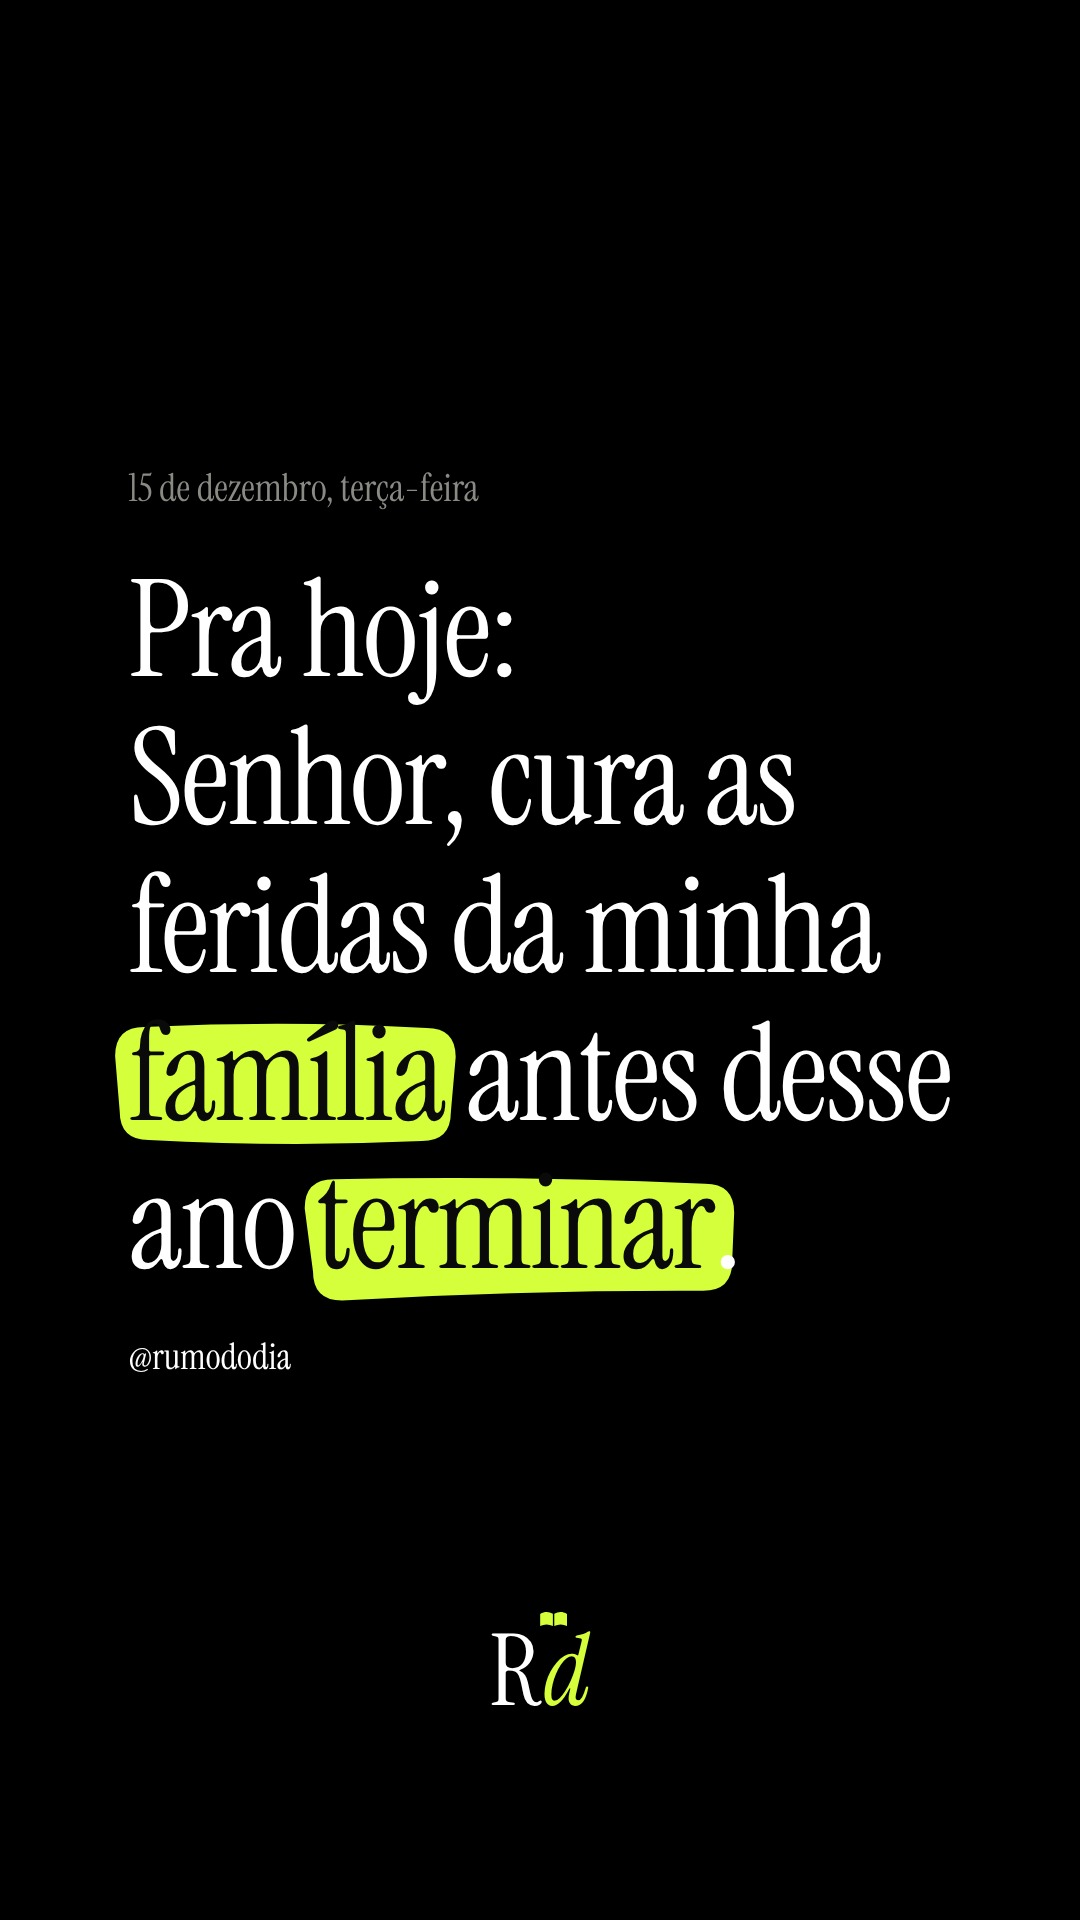 15 de dezembro, terça-feira
Pra hoje:
Senhor, cura as
feridas da minha
família antes desse
ano terminar.
@rumododia
Rd